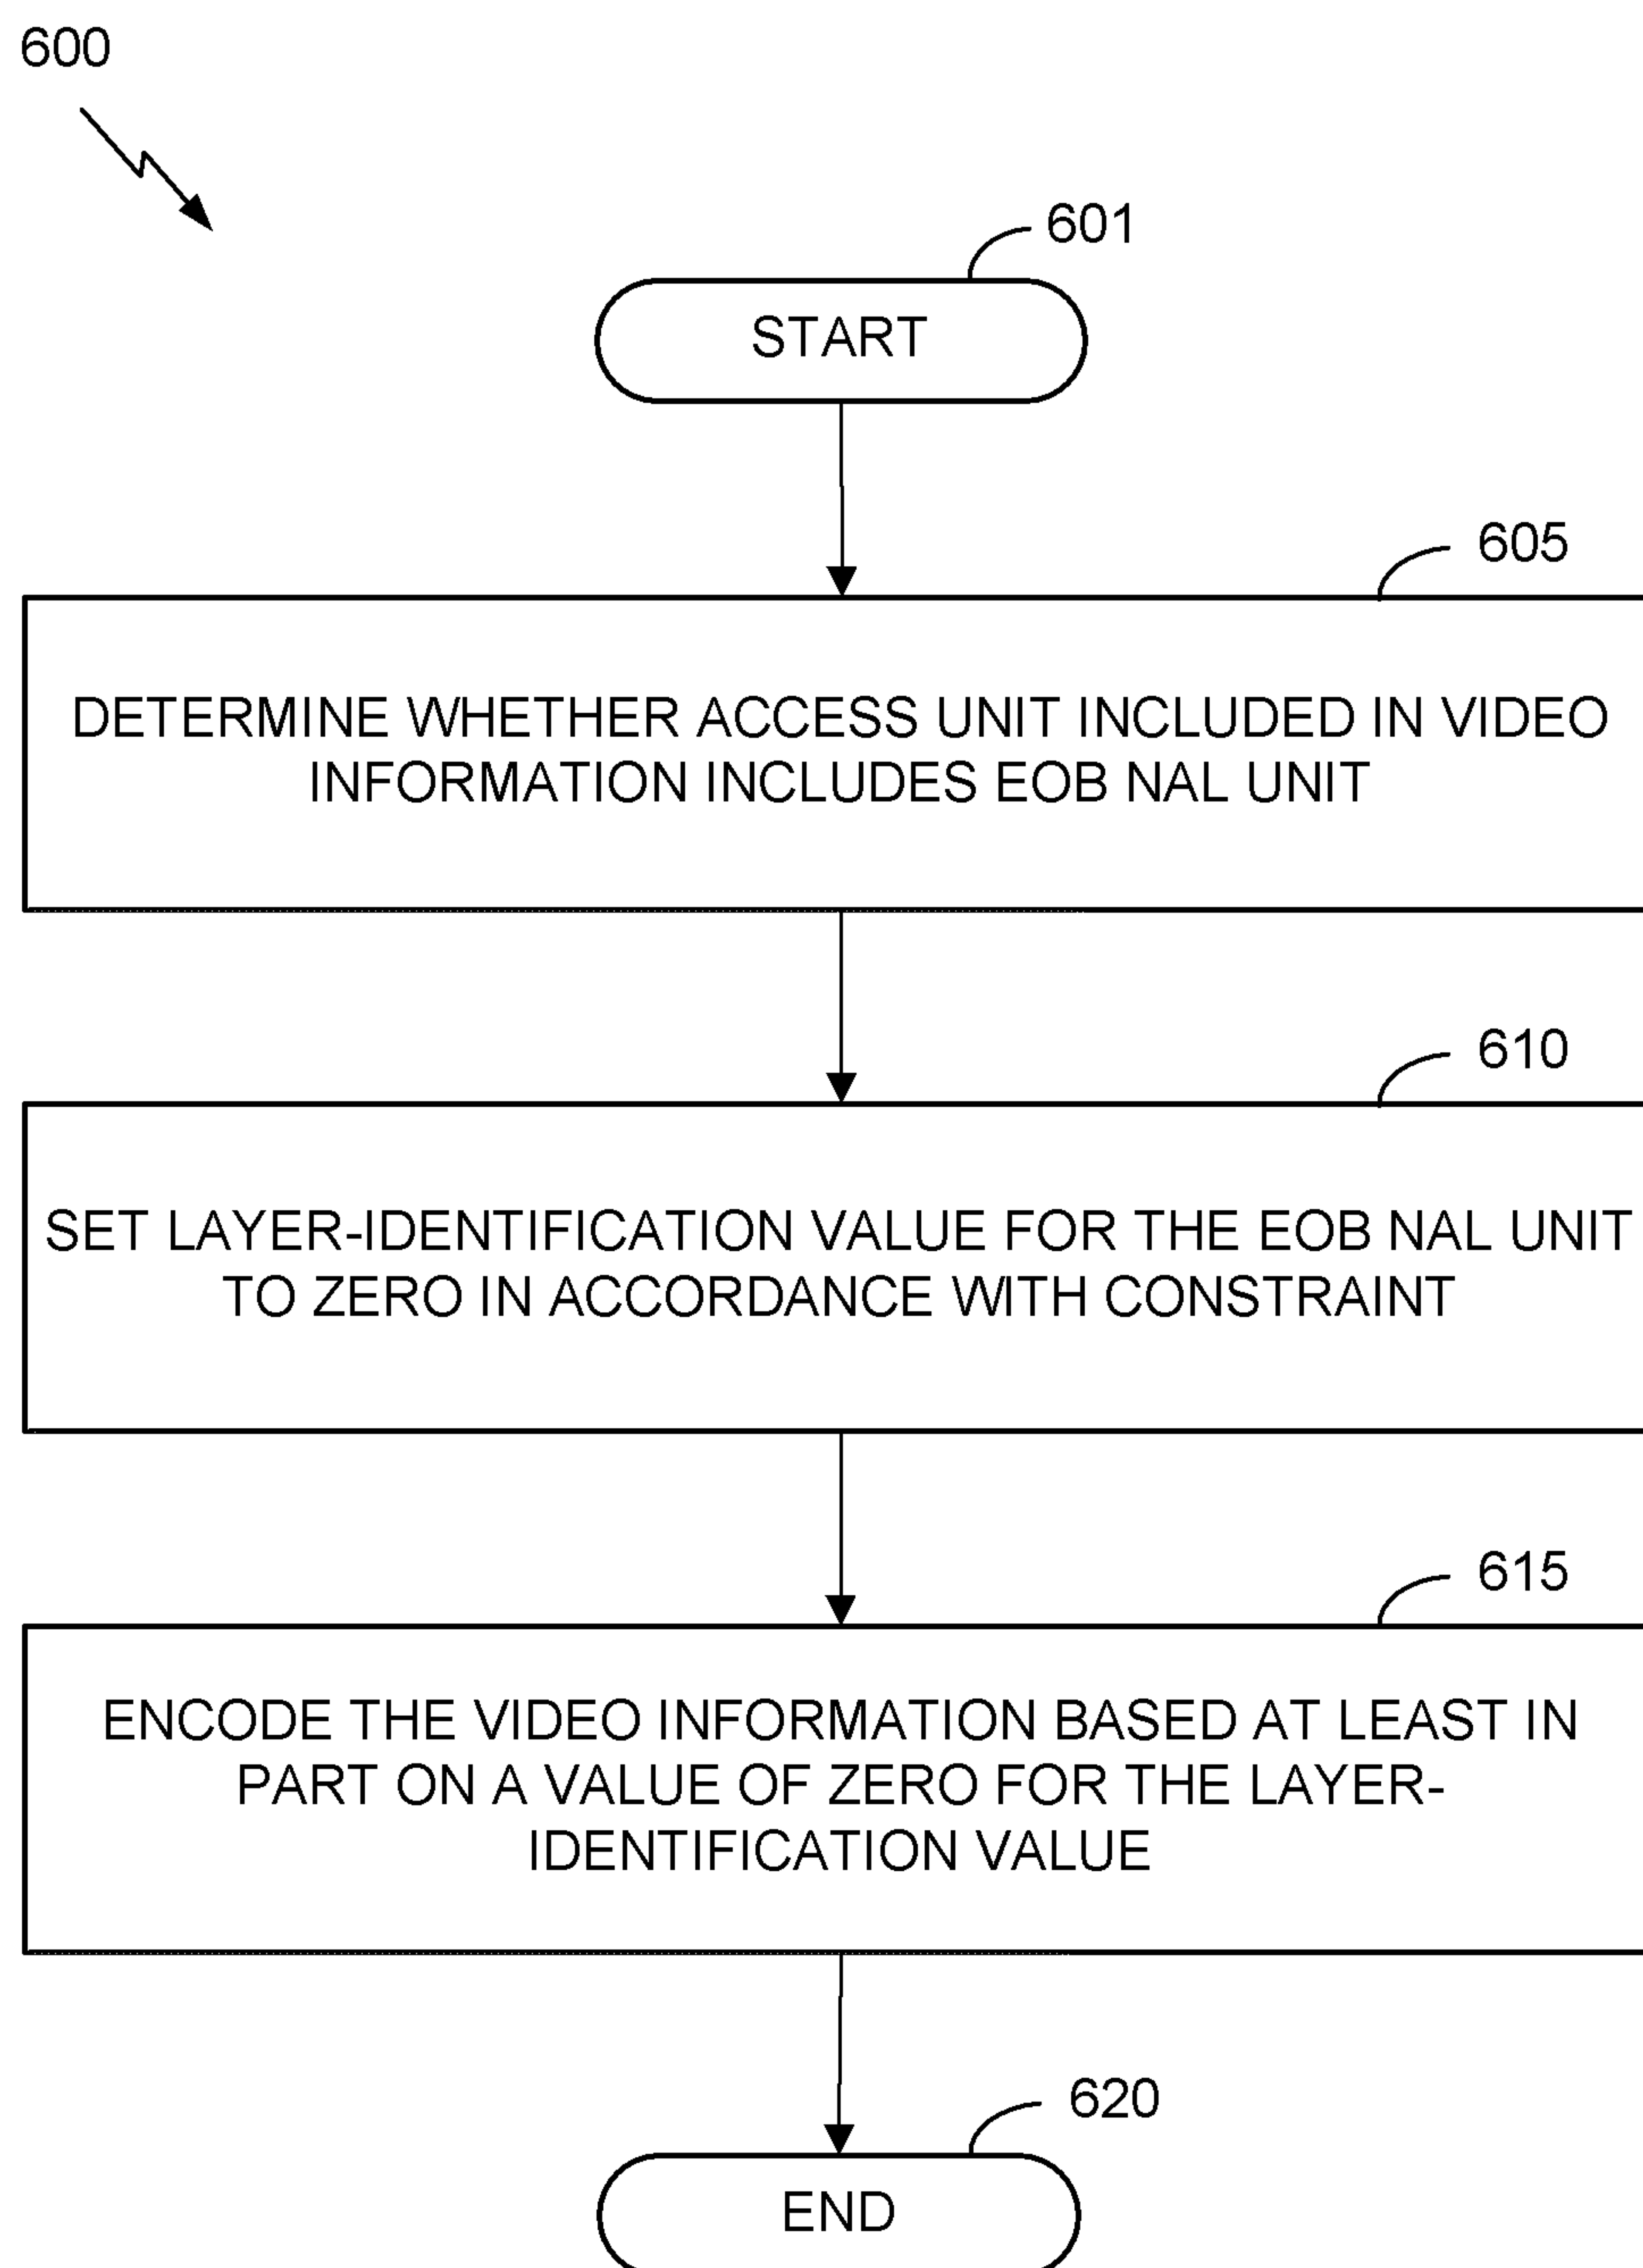 600
601
START
605
DETERMINE WHETHER ACCESS UNIT INCLUDED IN VIDEO
INFORMATION INCLUDES EOB NAL UNIT
610
SET LAYER-IDENTIFICATION VALUE FOR THE EOB NAL UNIT
TO ZERO IN ACCORDANCE WITH CONSTRAINT
615
ENCODE THE VIDEO INFORMATION BASED AT LEAST IN
PART ON A VALUE OF ZERO FOR THE LAYER-
IDENTIFICATION VALUE
620
END